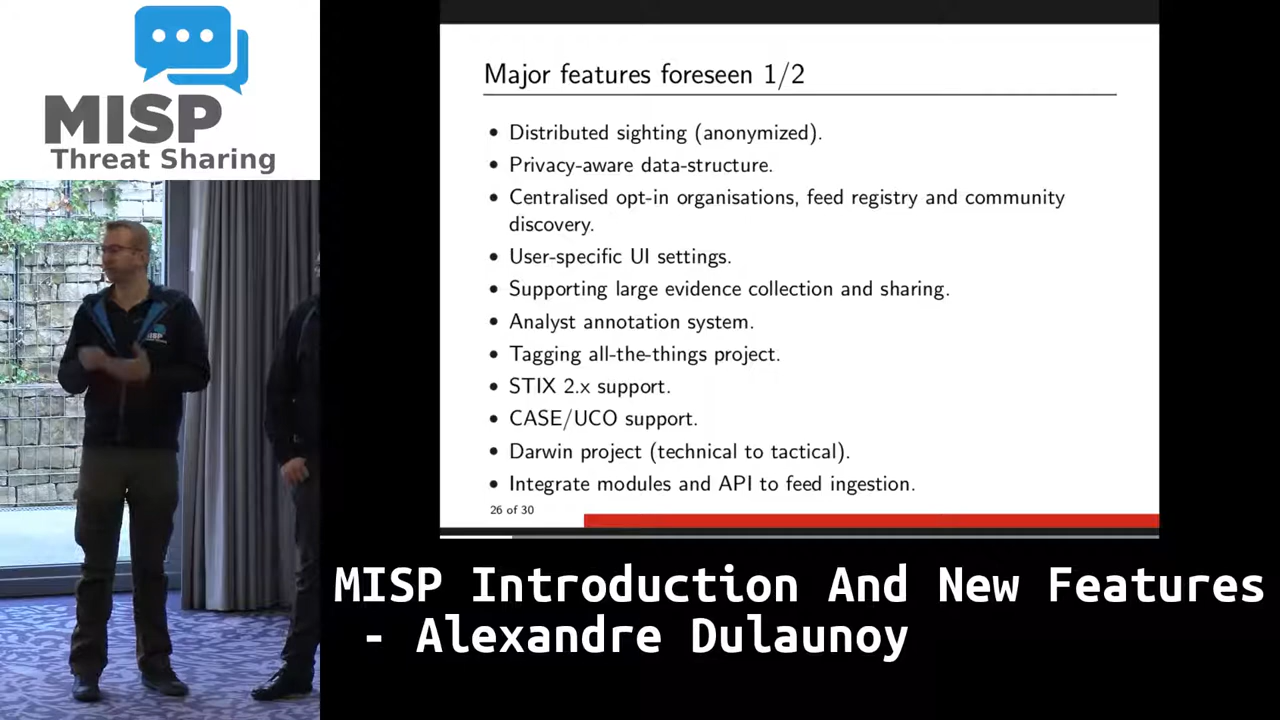 MISP
Threat Sharing
Major features foreseen 1/2
• Distributed sighting (anonymized).
• Privacy-aware data-structure.
• Centralised opt-in organisations, feed registry and community
discovery.
• User-specific UI settings.
• Supporting large evidence collection and sharing.
• Analyst annotation system.
• Tagging all-the-things project.
• STIX 2.x support.
• CASE/UCO support.
• Darwin project (technical to tactical).
• Integrate modules and API to feed ingestion.
26 of 30
MISP
MISP Introduction And New Features
- Alexandre Dulaunoy